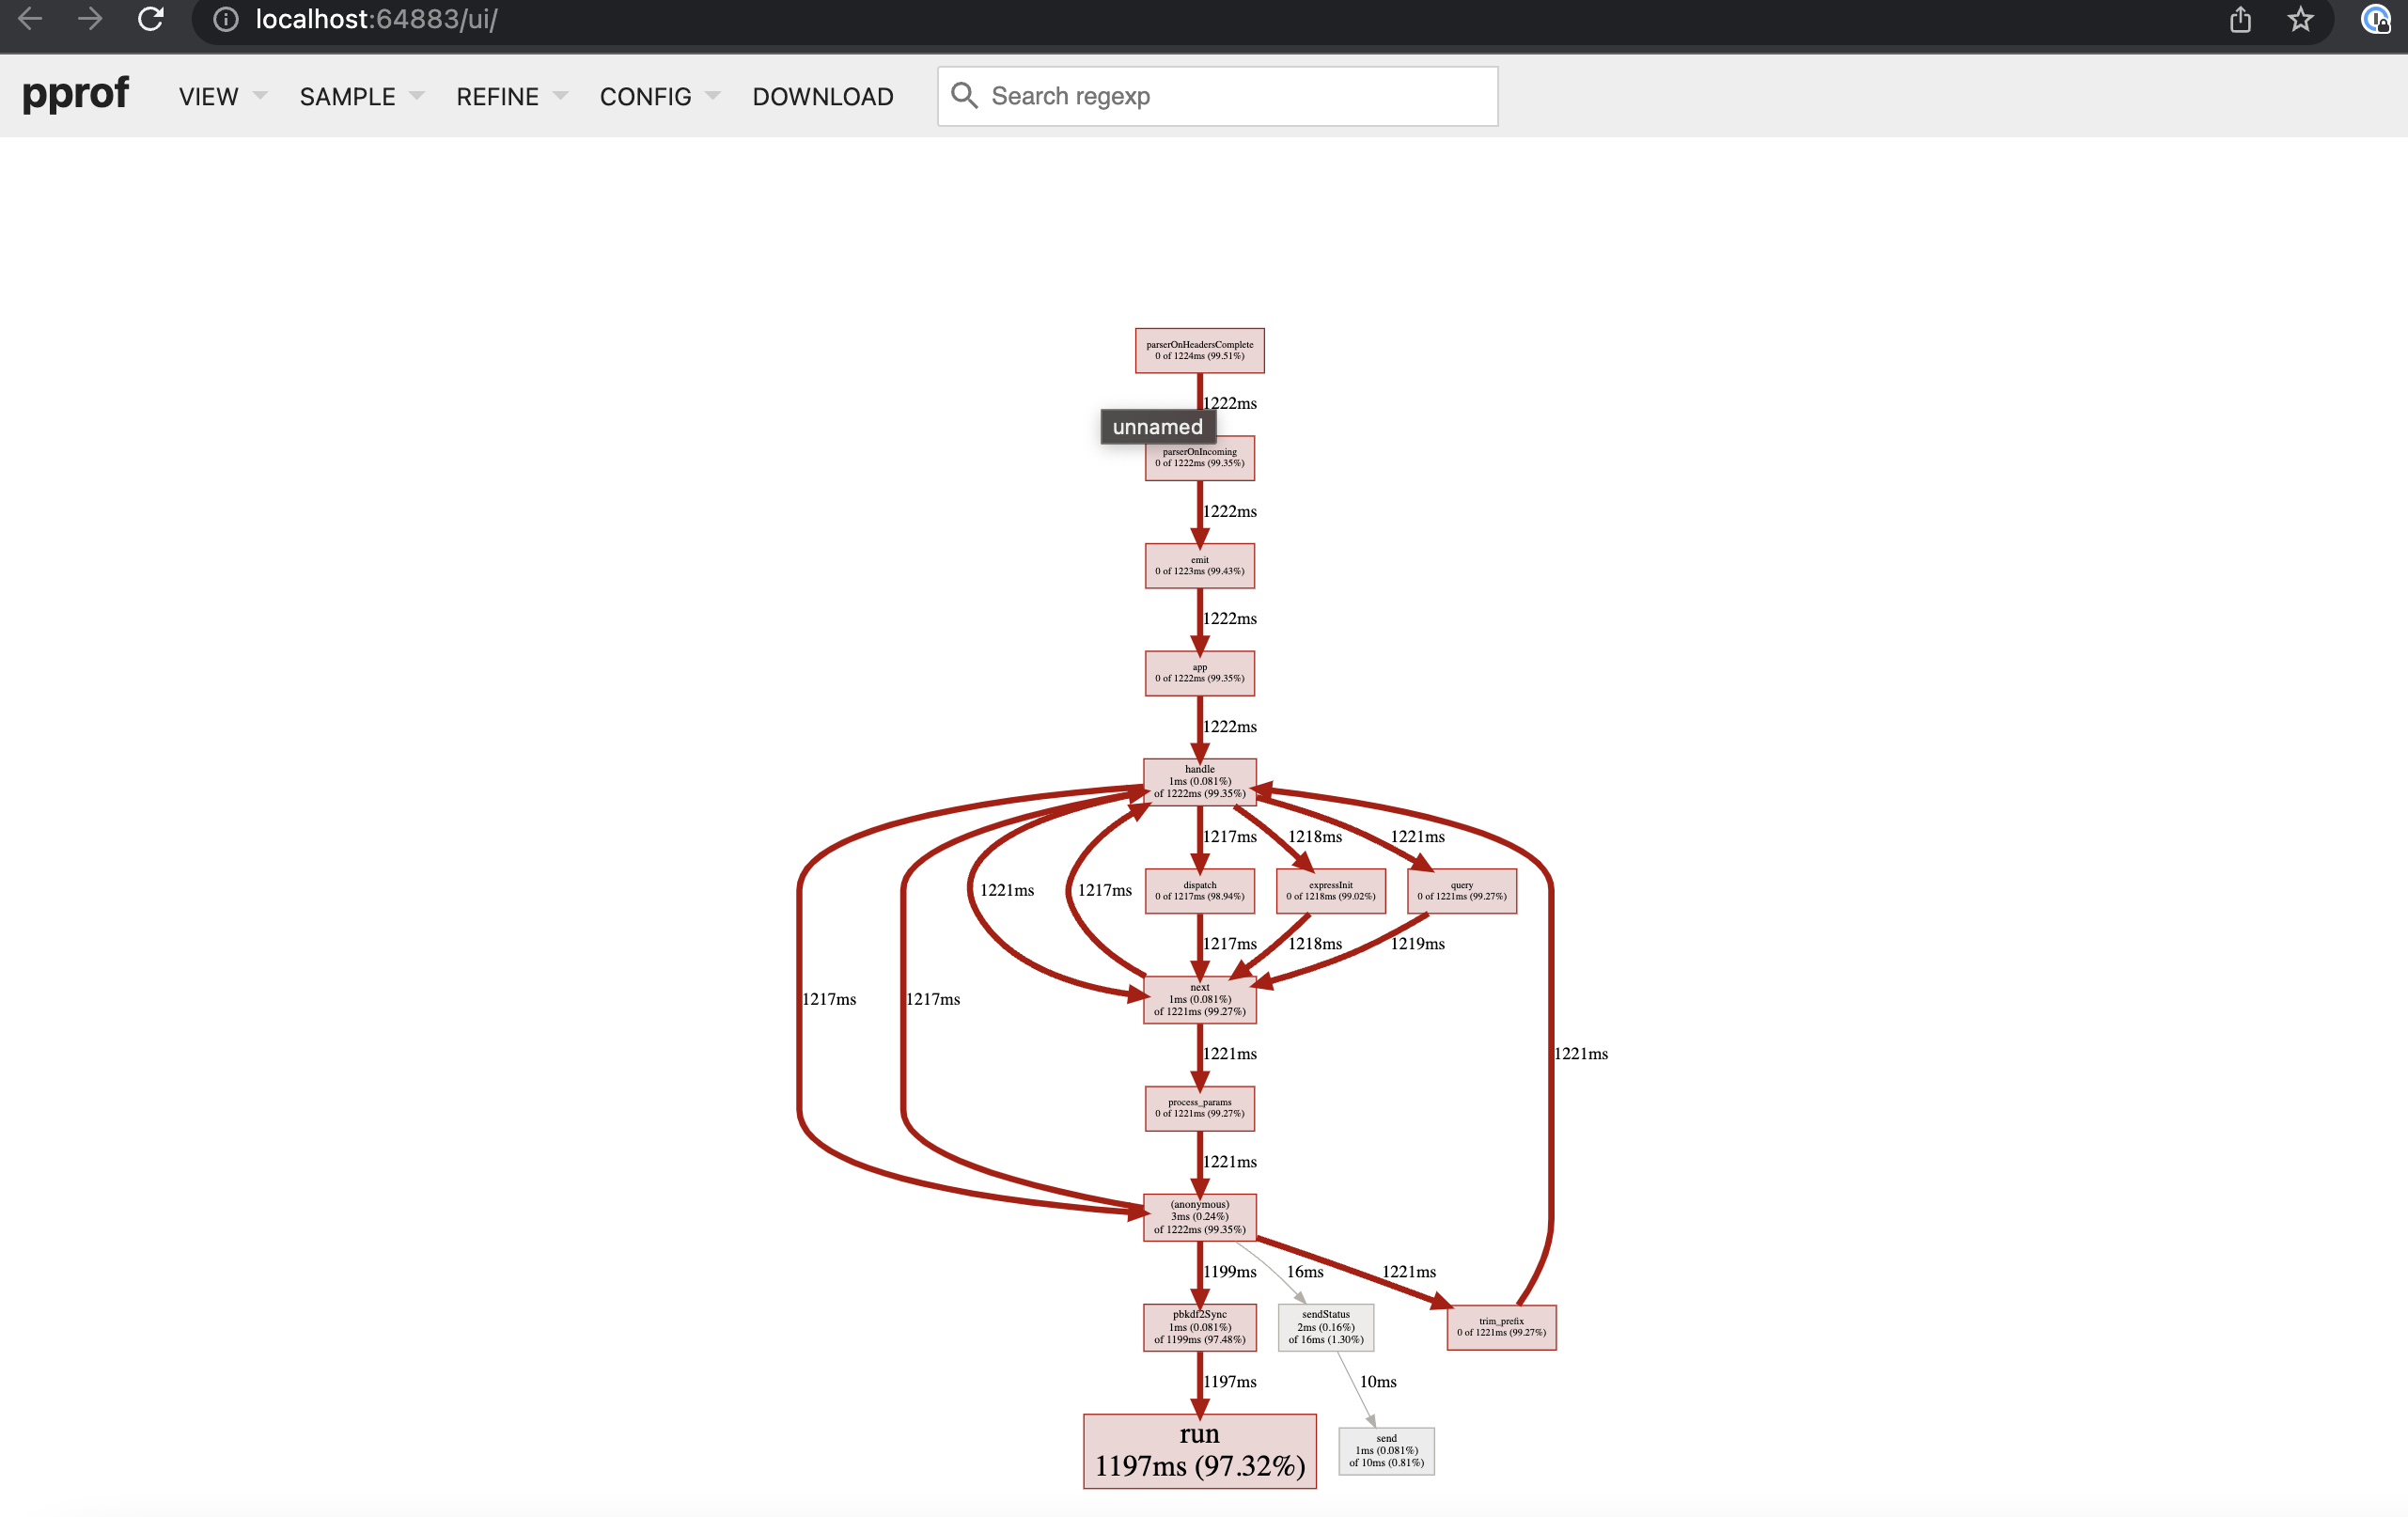 localhost:64883/ui/
pprof
VIEW
SAMPLE
REFINE
CONFIG
DOWNLOAD
Search regexp
parserOnHeadersComplete
0 of 1224ms (99.51%)
1222ms
unnamed
parserOnIncoming
0 of 1222ms (99.35%)
1222ms
emit
0 of 1223ms (99.43%)
1222ms
app
0 of 1222ms (99.35%)
1222ms
handle
1ms (0.081%)
of 1222ms (99.35%)
1217ms
1218ms
1221ms
1221ms
1217ms
dispatch
0 of 1217ms (98.94%)
expressInit
0 of 1218ms (99.02%)
query
0 of 1221ms (99.27%)
1217ms
1218ms
1219ms
1217ms
1217ms
next
1ms (0.081%)
of 1221ms (99.27%)
1221ms
1221ms
process_params
0 of 1221ms (99.27%)
1221ms
(anonymous)
3ms (0.24%)
of 1222ms (99.35%)
1199ms
16ms
1221ms
pbkdf2Sync
1ms (0.081%)
of 1199ms (97.48%)
sendStatus
2ms (0.16%)
of 16ms (1.30%)
trim_prefix
0 of 1221ms (99.27%)
1197ms
10ms
run
1197ms (97.32%)
send
1ms (0.081%)
of 10ms (0.81%)